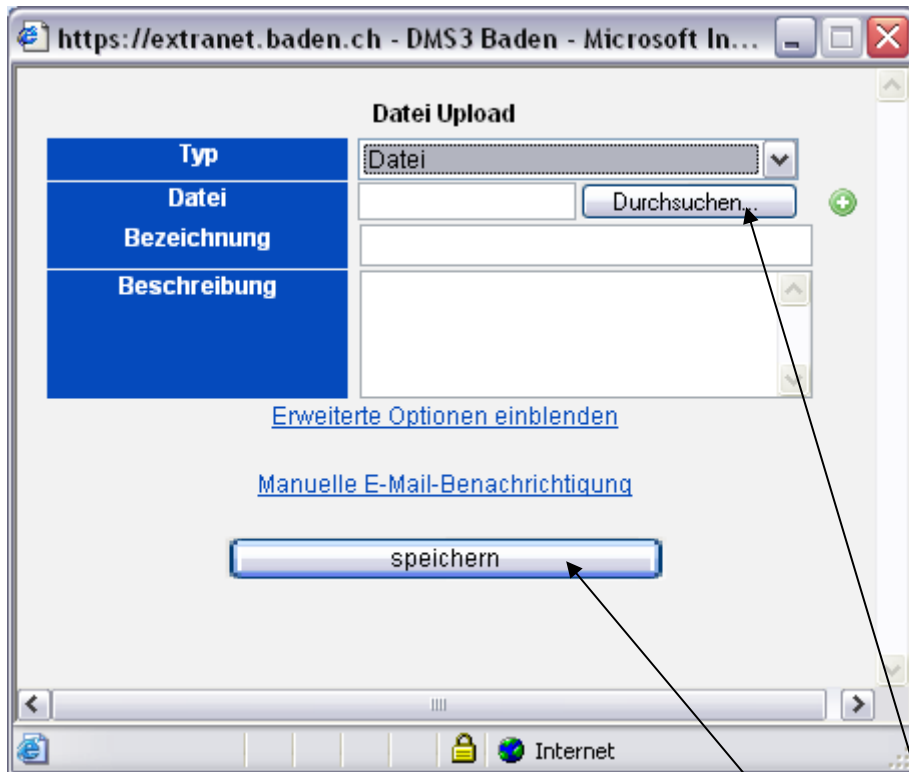 https://extranet.baden.ch - DMS3 Baden - Microsoft In...
Datei Upload
Typ Datei
Datei Durchsuchen...
Bezeichnung
Beschreibung
Erweiterte Optionen einblenden
Manuelle E-Mail-Benachrichtigung
speichern
Internet